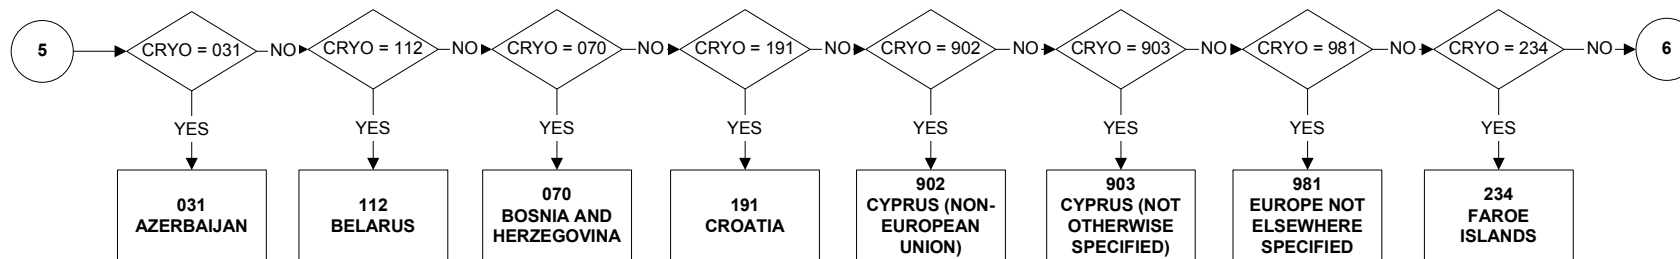 5 CRYO = 031 NO CRYO = 112 NO CRYO = 070 NO CRYO = 191 NO CRYO = 902 NO CRYO = 903 NO CRYO = 981 NO CRYO = 234 NO 6
YES YES YES YES YES YES YES YES
031
AZERBAIJAN
112
BELARUS
070
BOSNIA AND
HERZEGOVINA
191
CROATIA
902
CYPRUS (NON-
EUROPEAN
UNION)
903
CYPRUS (NOT
OTHERWISE
SPECIFIED)
981
EUROPE NOT
ELSEWHERE
SPECIFIED
234
FAROE
ISLANDS